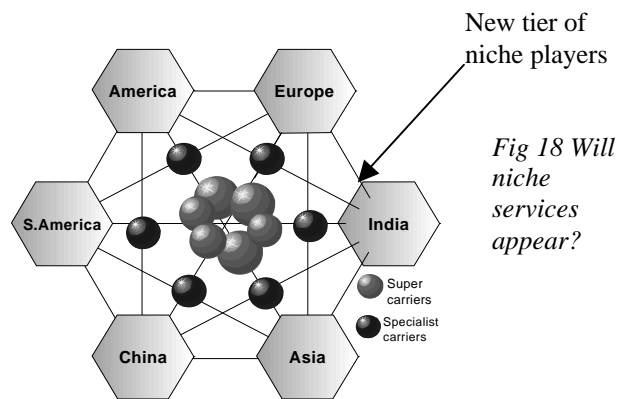 New tier of
niche players
America
Europe
Fig 18 Will
niche
services
appear?
S.America
India
Super
carriers
Specialist
carriers
China
Asia